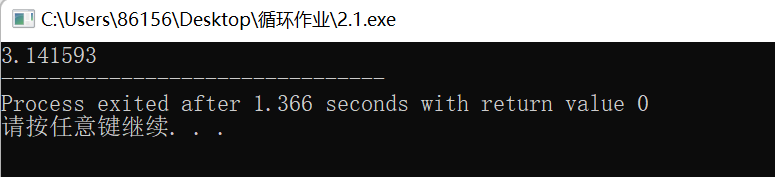 C:\Users\86156\Desktop\循环作业\2.1.exe
3.141593
--------------------------------
Process exited after 1.366 seconds with return value 0
请按任意键继续. . .